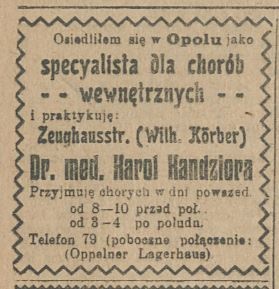 Osiedliłem się w Opolu jako
specyalista dla chorób
- - wewnętrznych - -
i praktykuję:
Zeughausstr. (Wilh. Körber)
Dr. med. Karol Handziora
Przyjmuję chorych w dni powszed.
od 8—10 przed poł.
od 3—4 po połudn.
Telefon 79 (poboczne połączenie:
(Oppelner Lagerhaus)